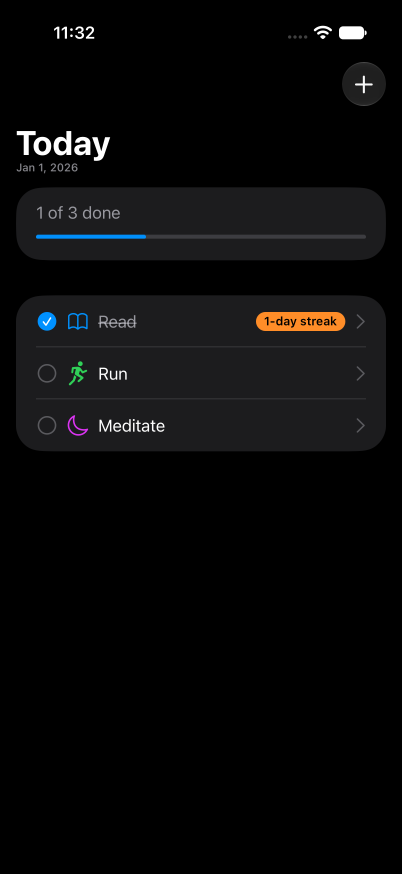 11:32
Today
Jan 1, 2026
1 of 3 done
Read 1-day streak
Run
Meditate